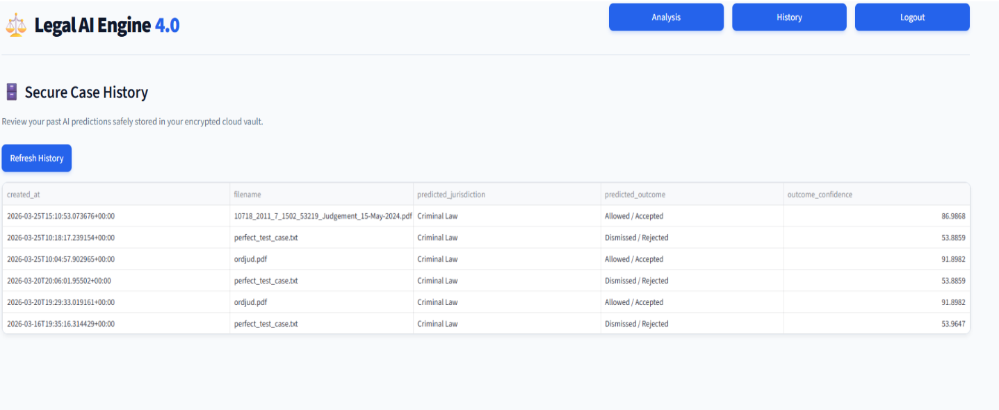 Legal AI Engine 4.0
Analysis
History
Logout
Secure Case History
Review your past AI predictions safely stored in your encrypted cloud vault.
Refresh History
created_at filename predicted_jurisdiction predicted_outcome outcome_confidence
2026-03-25T15:10:53.073676+00:00 10718_2011_7_1502_53219_Judgement_15-May-2024.pdf Criminal Law Allowed / Accepted 86.9868
2026-03-25T10:18:17.239154+00:00 perfect_test_case.txt Criminal Law Dismissed / Rejected 53.8859
2026-03-25T10:04:57.902965+00:00 ordjud.pdf Criminal Law Allowed / Accepted 91.8982
2026-03-20T20:06:01.95502+00:00 perfect_test_case.txt Criminal Law Dismissed / Rejected 53.8859
2026-03-20T19:29:33.019161+00:00 ordjud.pdf Criminal Law Allowed / Accepted 91.8982
2026-03-16T19:35:16.314429+00:00 perfect_test_case.txt Criminal Law Dismissed / Rejected 53.9647